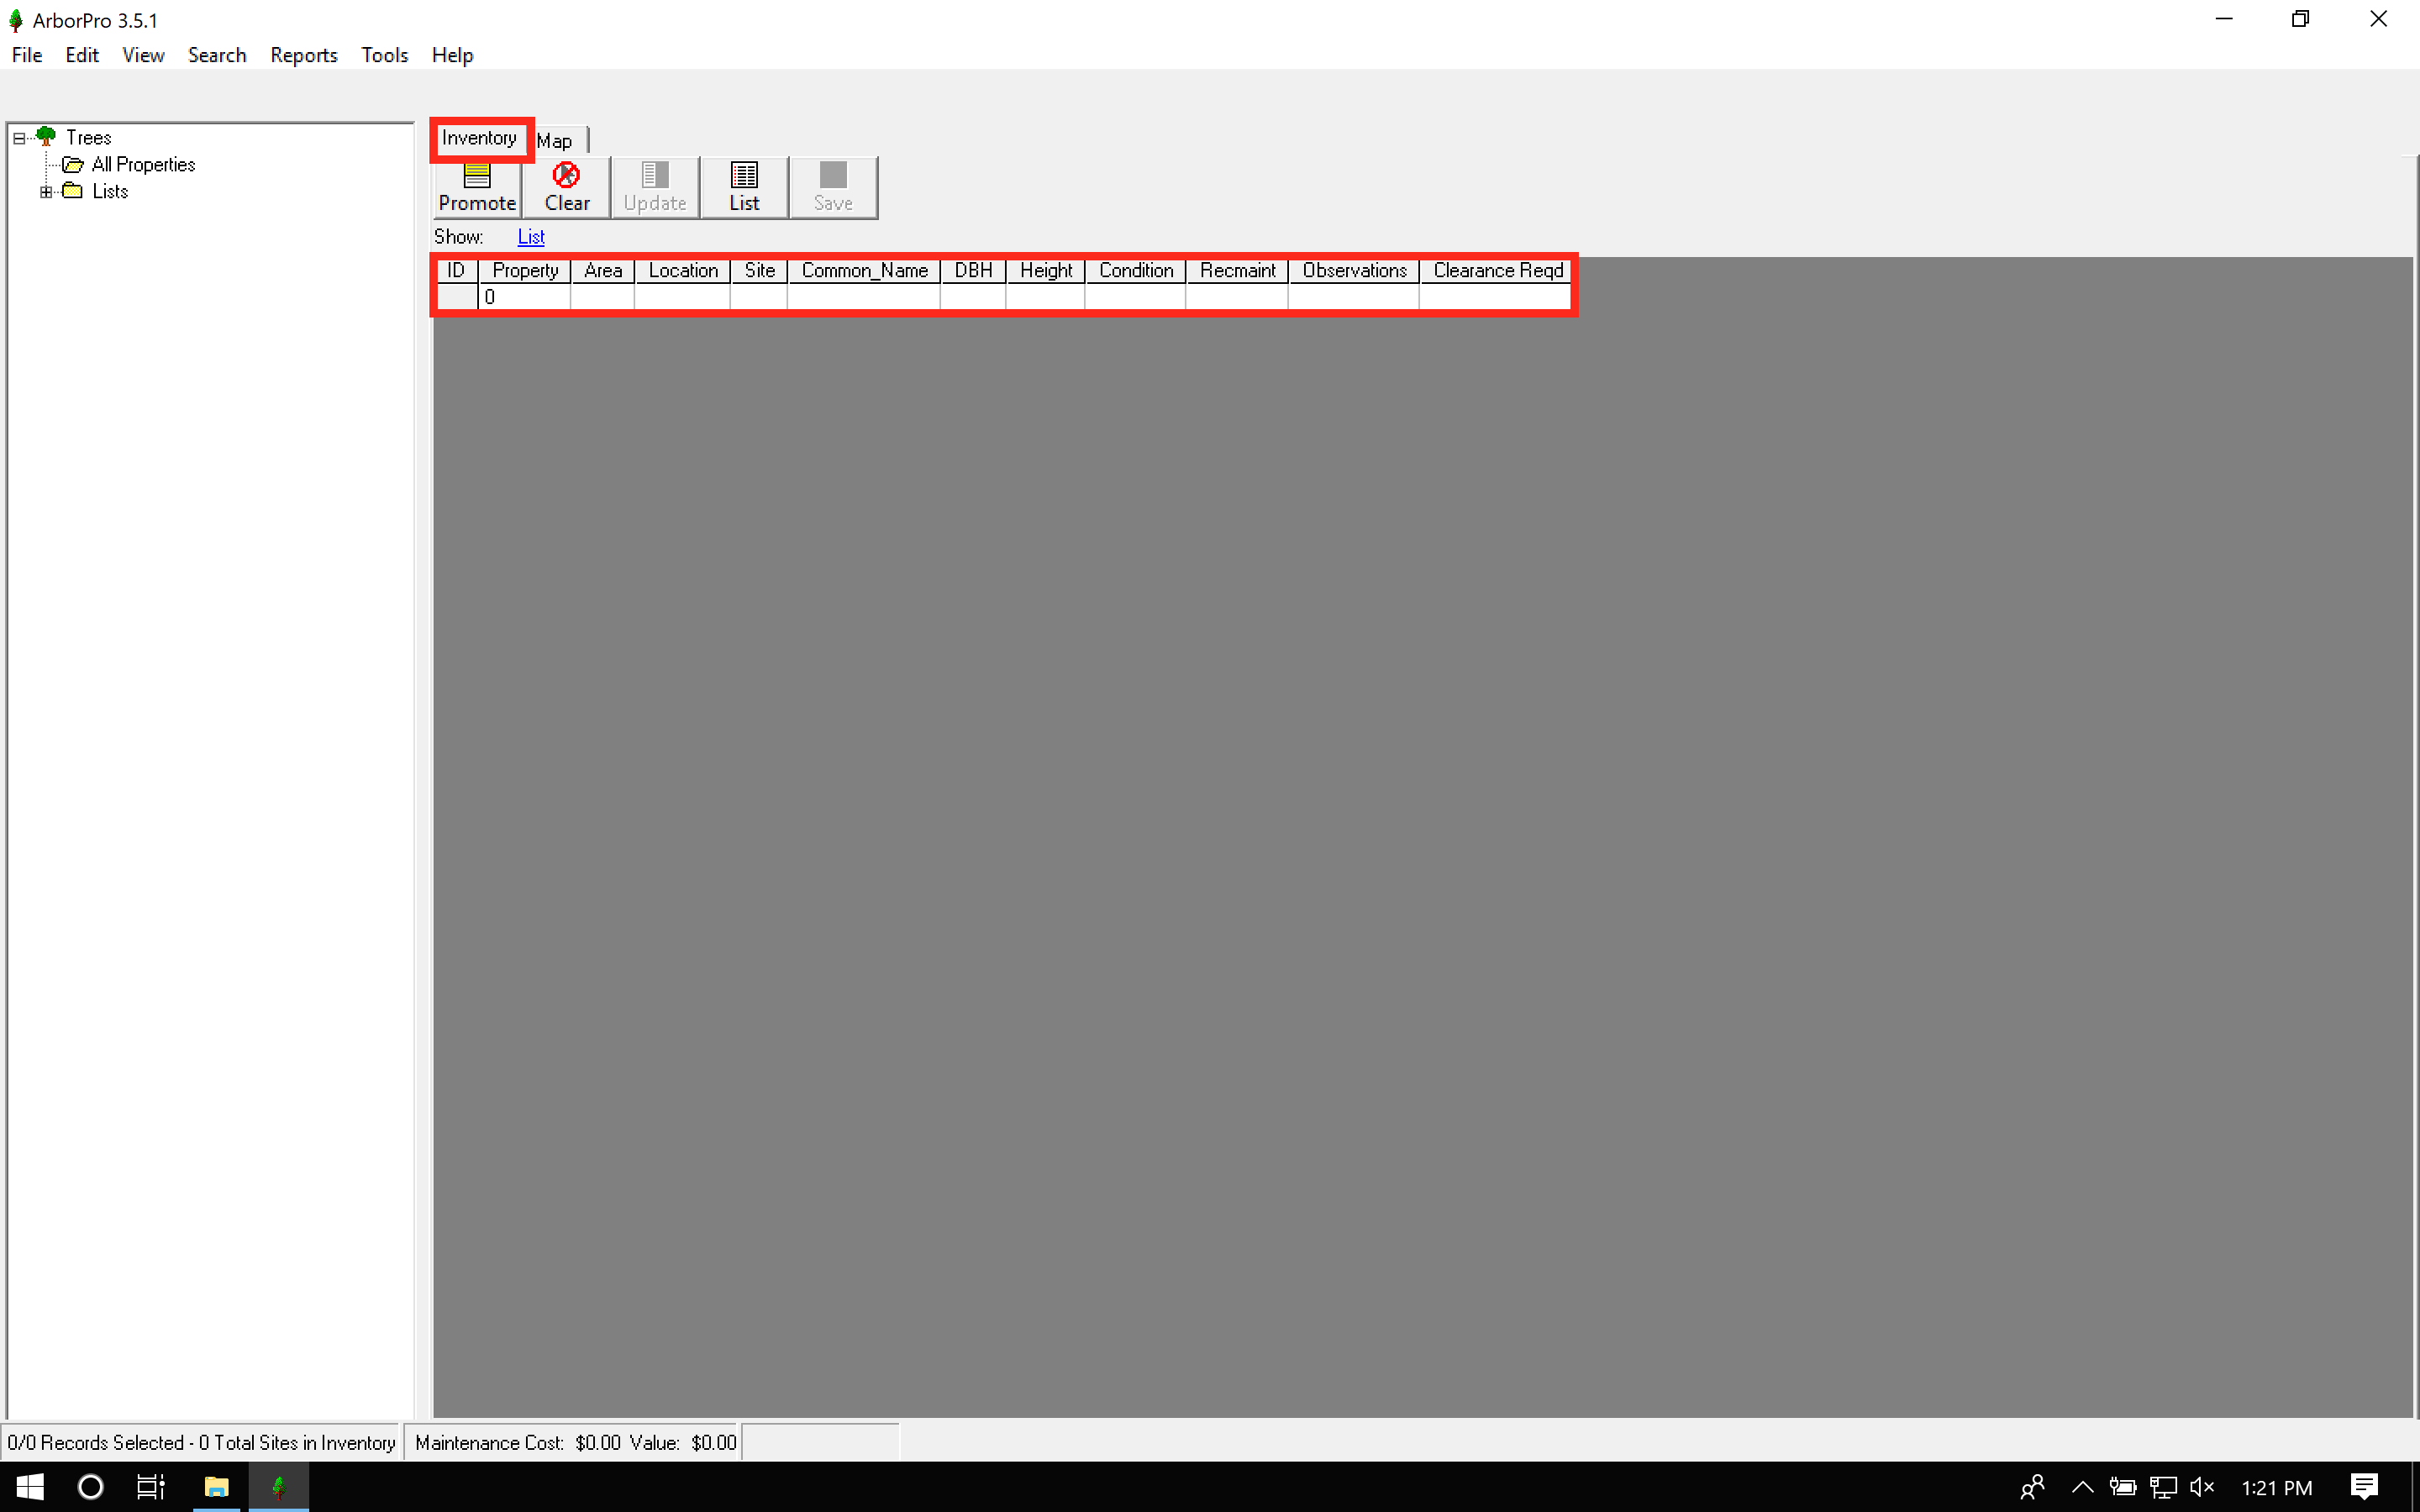 ArborPro 3.5.1
File Edit View Search Reports Tools Help
Trees
All Properties
Lists
Inventory Map
Promote Clear Update List Save
Show: List
ID Property Area Location Site Common_Name DBH Height Condition Recmaint Observations Clearance Reqd
0
0/0 Records Selected - 0 Total Sites in Inventory Maintenance Cost: $0.00 Value: $0.00
1:21 PM